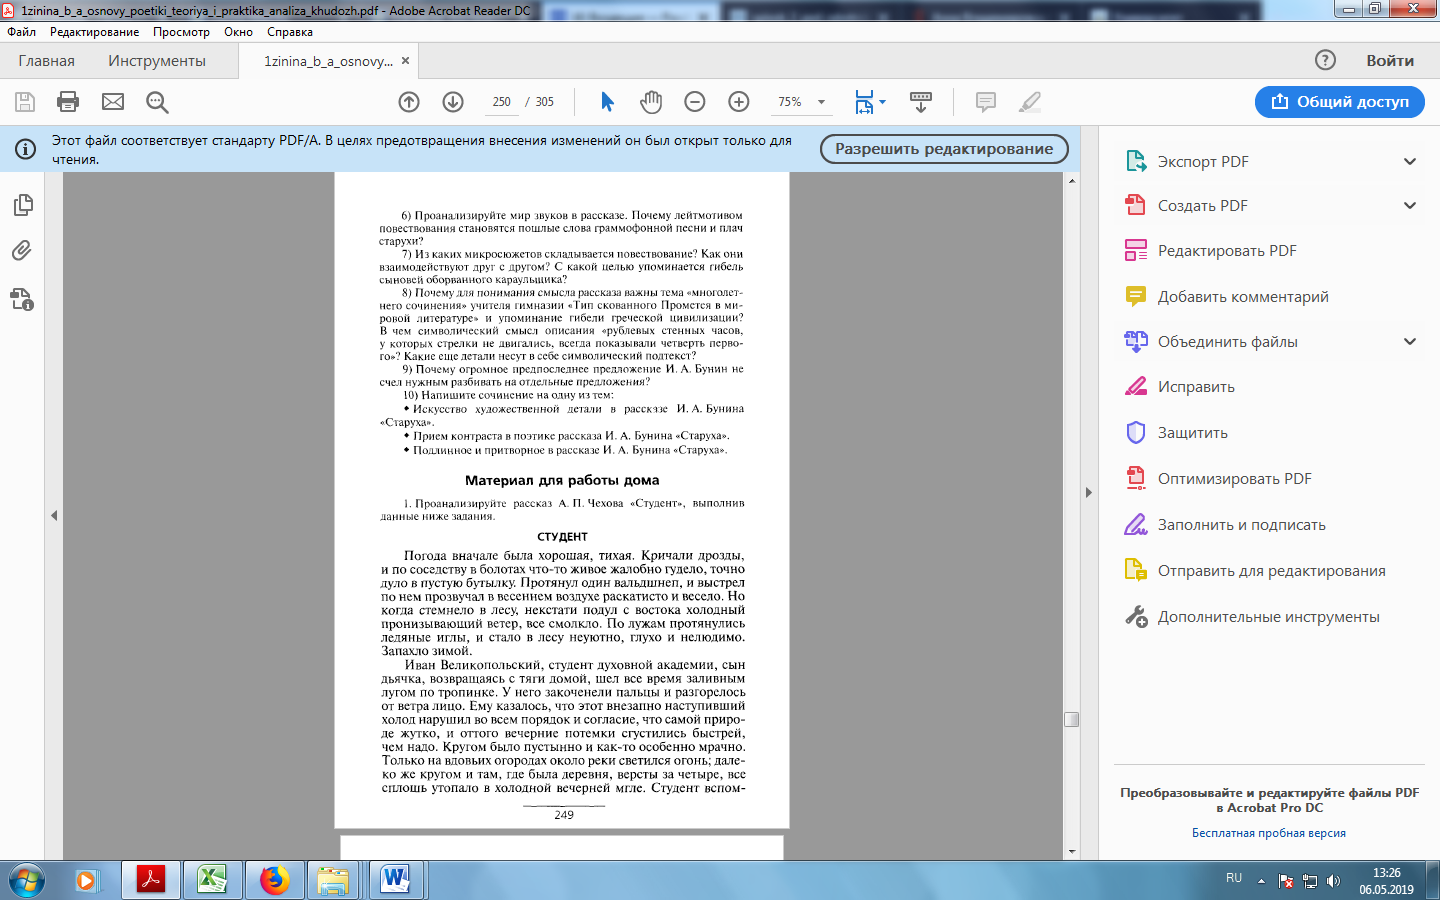 1zinina_b_a_osnovy_poetiki_teoriya_i_praktika_analiza_khudozh.pdf - Adobe Acrobat Reader DC
Файл Редактирование Просмотр Окно Справка
Главная Инструменты 1zinina_b_a_osnovy... × Войти
250 / 305 75% Общий доступ
Этот файл соответствует стандарту PDF/A. В целях предотвращения внесения изменений он был открыт только для
чтения.
Разрешить редактирование
6) Проанализируйте мир звуков в рассказе. Почему лейтмотивом
повествования становятся пошлые слова граммофонной песни и плач
старухи?
7) Из каких микросюжетов складывается повествование? Как они
взаимодействуют друг с другом? С какой целью упоминается гибель
сыновей оборванного караульщика?
8) Почему для понимания смысла рассказа важны тема «многолет-
него сочинения» учителя гимназии «Тип скованного Прометея в ми-
ровой литературе» и упоминание гибели греческой цивилизации?
В чем символический смысл описания «рублевых стенных часов,
у которых стрелки не двигались, всегда показывали четверть перво-
го»? Какие еще детали несут в себе символический подтекст?
9) Почему огромное предпоследнее предложение И. А. Бунин не
счел нужным разбивать на отдельные предложения?
10) Напишите сочинение на одну из тем:
• Искусство художественной детали в рассказе И. А. Бунина
«Старуха».
• Прием контраста в поэтике рассказа И. А. Бунина «Старуха».
• Подлинное и притворное в рассказе И. А. Бунина «Старуха».
Материал для работы дома
1. Проанализируйте рассказ А. П. Чехова «Студент», выполнив
данные ниже задания.
СТУДЕНТ
Погода вначале была хорошая, тихая. Кричали дрозды,
и по соседству в болотах что-то живое жалобно гудело, точно
дуло в пустую бутылку. Протянул один вальдшнеп, и выстрел
по нем прозвучал в весеннем воздухе раскатисто и весело. Но
когда стемнело в лесу, некстати подул с востока холодный
пронизывающий ветер, все смолкло. По лужам протянулись
ледяные иглы, и стало в лесу неуютно, глухо и нелюдимо.
Запахло зимой.
Иван Великопольский, студент духовной академии, сын
дьячка, возвращаясь с тяги домой, шел все время заливным
лугом по тропинке. У него закоченели пальцы и разгорелось
от ветра лицо. Ему казалось, что этот внезапно наступивший
холод нарушил во всем порядок и согласие, что самой приро-
де жутко, и оттого вечерние потемки сгустились быстрей,
чем надо. Кругом было пустынно и как-то особенно мрачно.
Только на вдовьих огородах около реки светился огонь; дале-
ко же кругом и там, где была деревня, версты за четыре, все
сплошь утопало в холодной вечерней мгле. Студент вспом-
249
Экспорт PDF
Создать PDF
Редактировать PDF
Добавить комментарий
Объединить файлы
Исправить
Защитить
Оптимизировать PDF
Заполнить и подписать
Отправить для редактирования
Дополнительные инструменты
Преобразовывайте и редактируйте файлы PDF
в Acrobat Pro DC
Бесплатная пробная версия
RU 13:26
06.05.2019